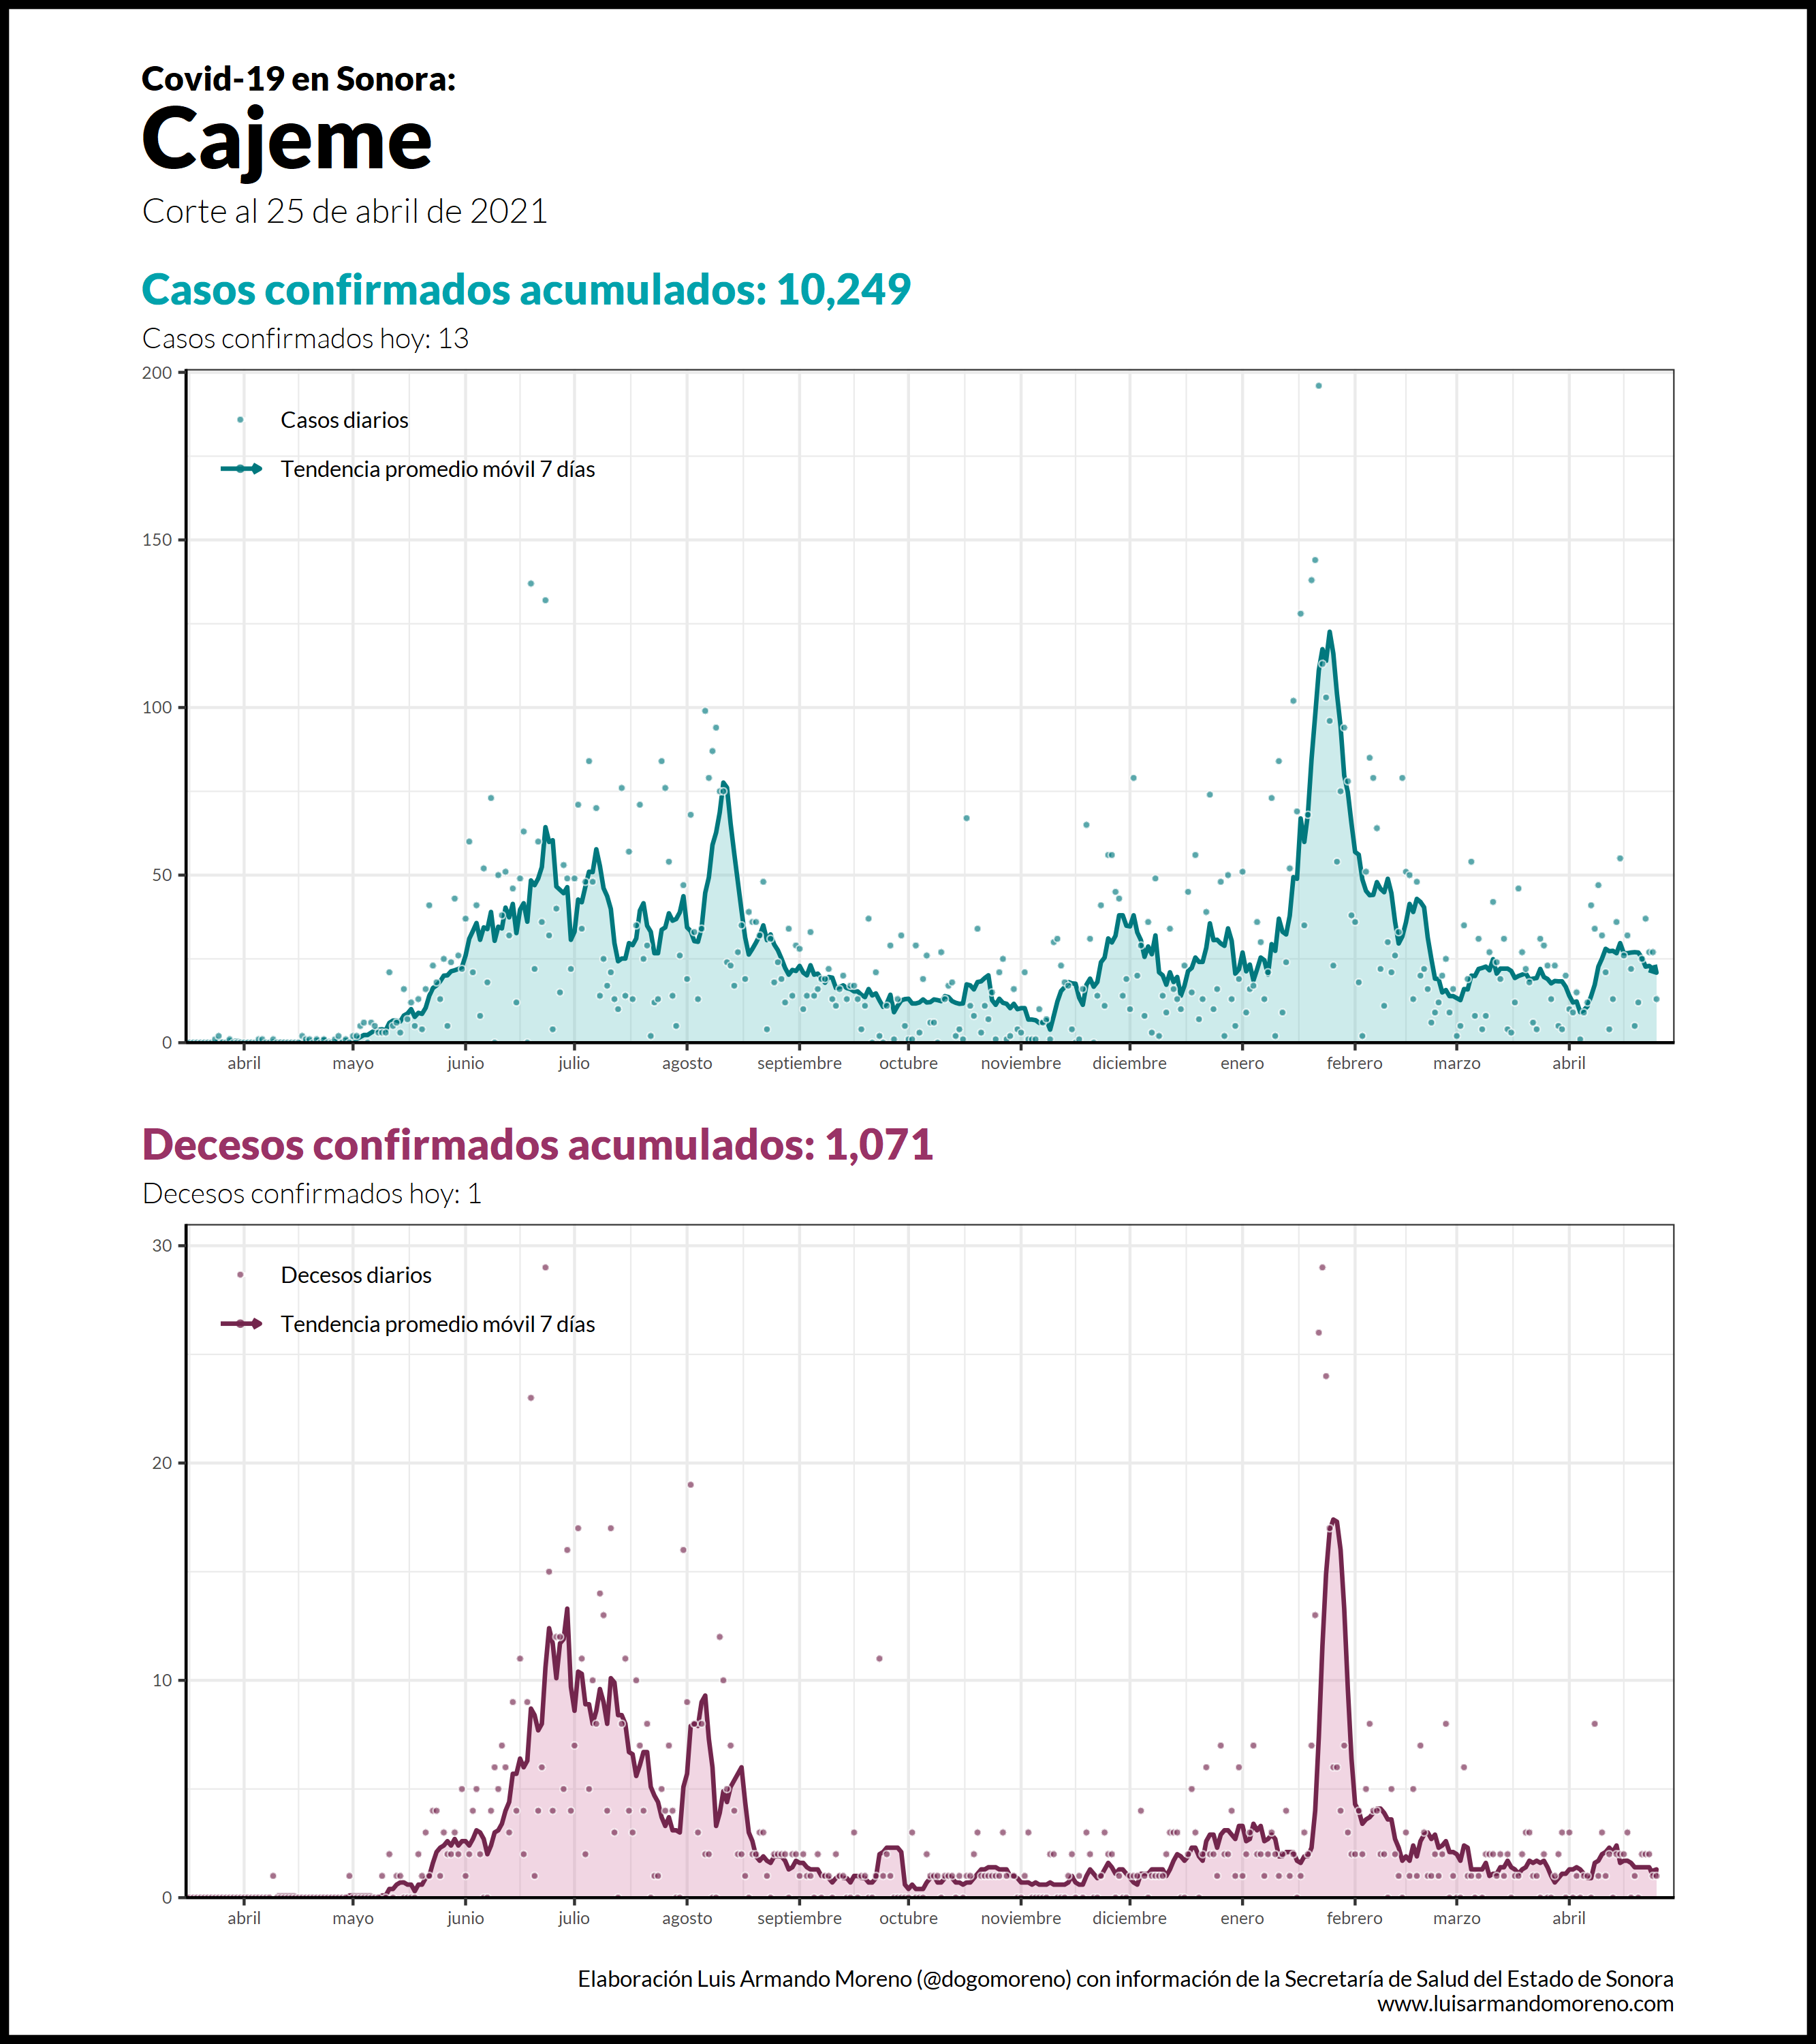 Covid-19 en Sonora:
Cajeme
Corte al 25 de abril de 2021
Casos confirmados acumulados: 10,249
Casos confirmados hoy: 13
200
150
100
50
0
Casos diarios
Tendencia promedio móvil 7 días
abril mayo junio julio agosto septiembre octubre noviembre diciembre enero febrero marzo abril
Decesos confirmados acumulados: 1,071
Decesos confirmados hoy: 1
30
20
10
0
Decesos diarios
Tendencia promedio móvil 7 días
abril mayo junio julio agosto septiembre octubre noviembre diciembre enero febrero marzo abril
Elaboración Luis Armando Moreno (@dogomoreno) con información de la Secretaría de Salud del Estado de Sonora
www.luisarmandomoreno.com